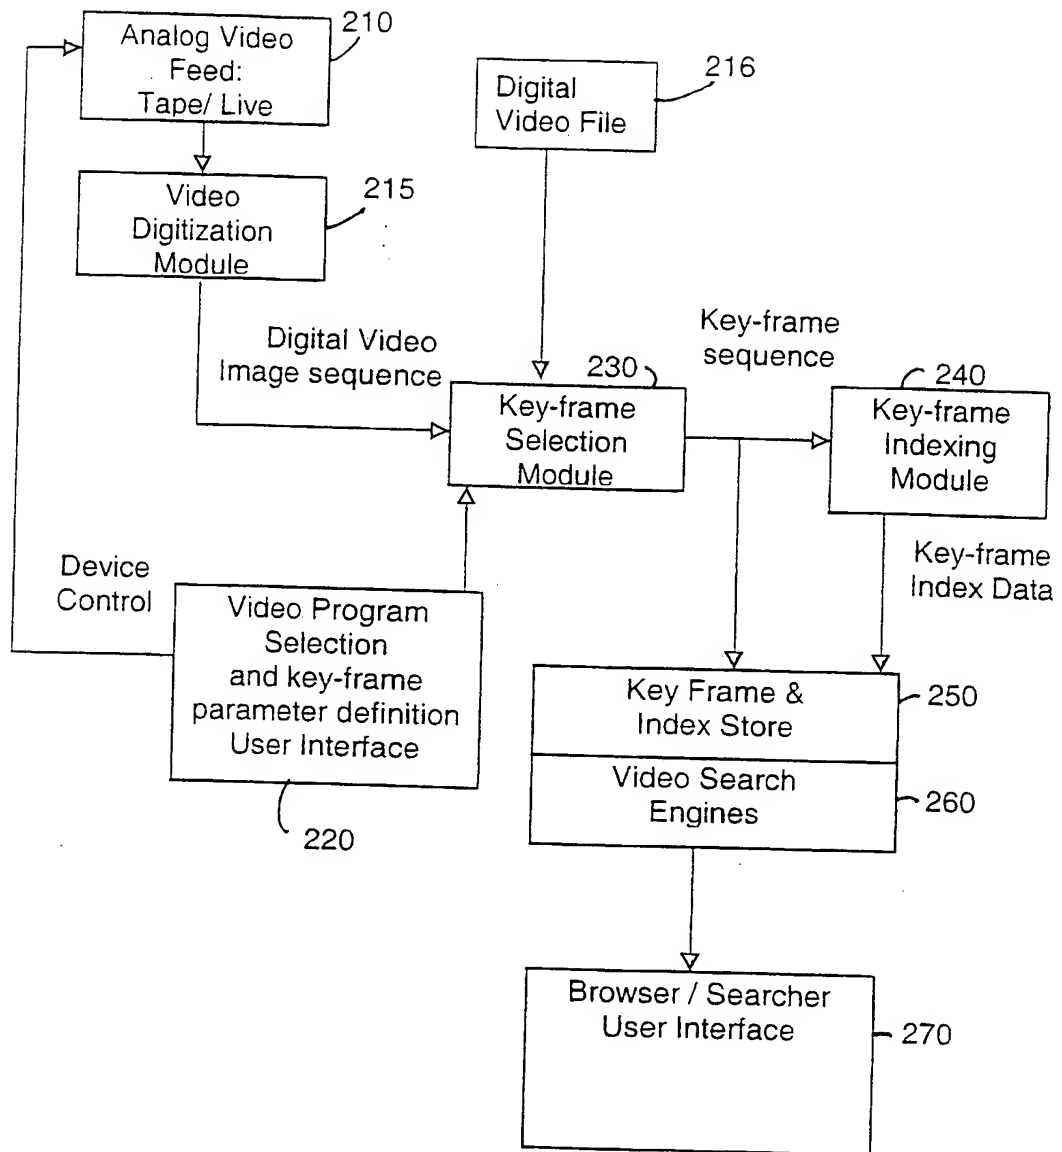 Analog Video
Feed:
Tape/ Live
210
Digital
Video File
216
Video
Digitization
Module
215
Digital Video
Image sequence
Key-frame
sequence
230
Key-frame
Selection
Module
240
Key-frame
Indexing
Module
Device
Control
Key-frame
Index Data
Video Program
Selection
and key-frame
parameter definition
User Interface
220
Key Frame &
Index Store
250
Video Search
Engines
260
Browser / Searcher
User Interface
270